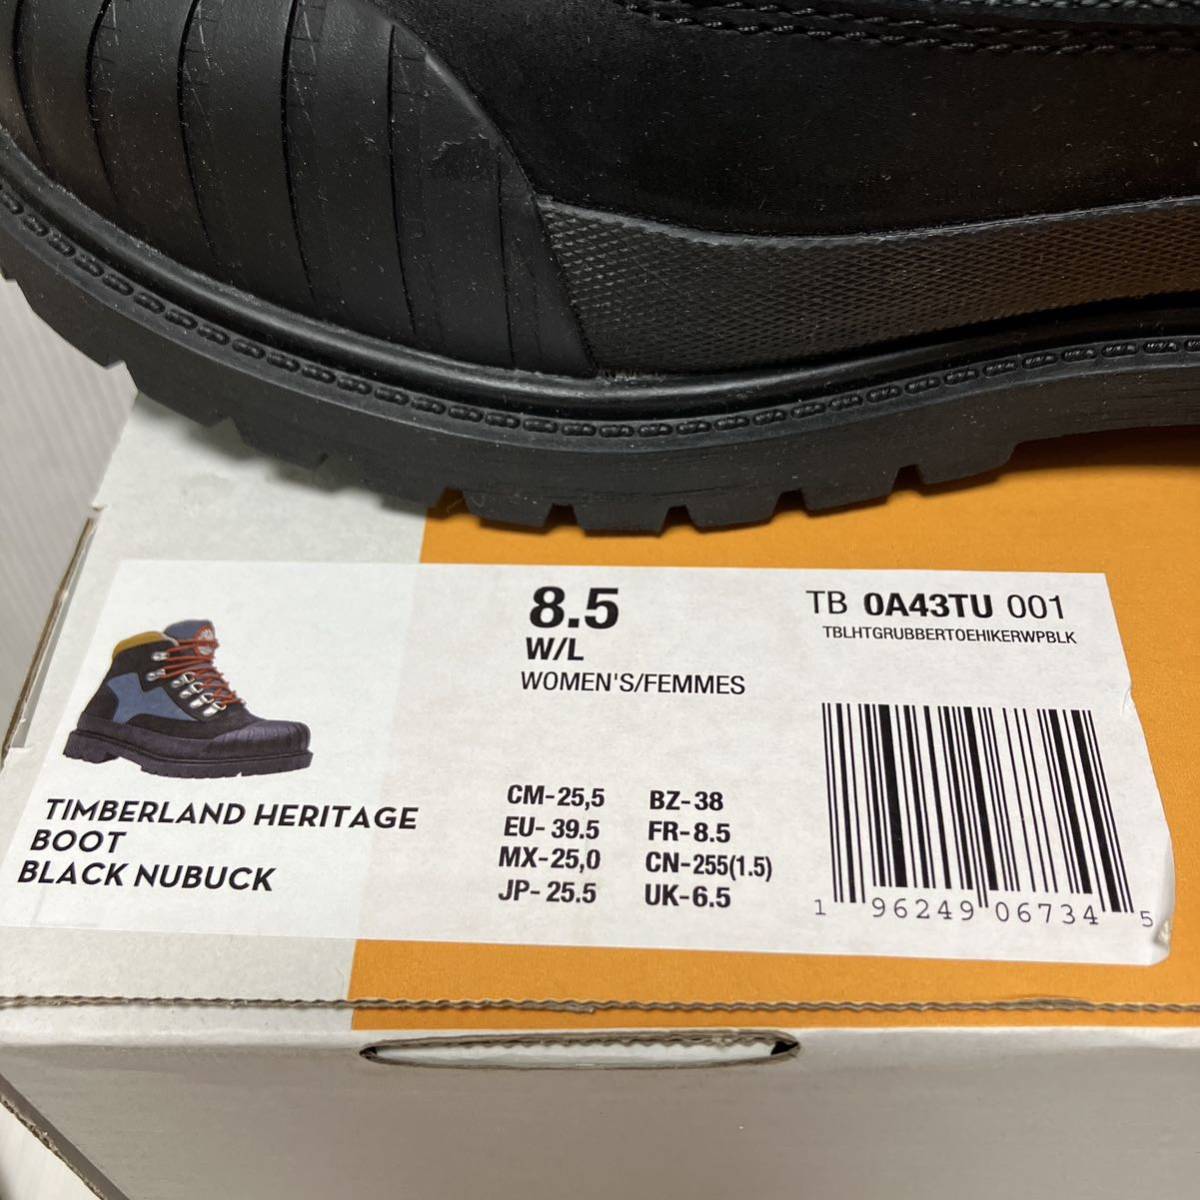 8.5
W/L
WOMEN'S/FEMMES
TB 0A43TU 001
TBLHTGRUBBERTOEHIKERWPBLK
TIMBERLAND HERITAGE
BOOT
BLACK NUBUCK
CM-25,5 BZ-38
EU- 39.5 FR-8.5
MX-25,0 CN-255(1.5)
JP- 25.5 UK-6.5
1 96249 06734 5